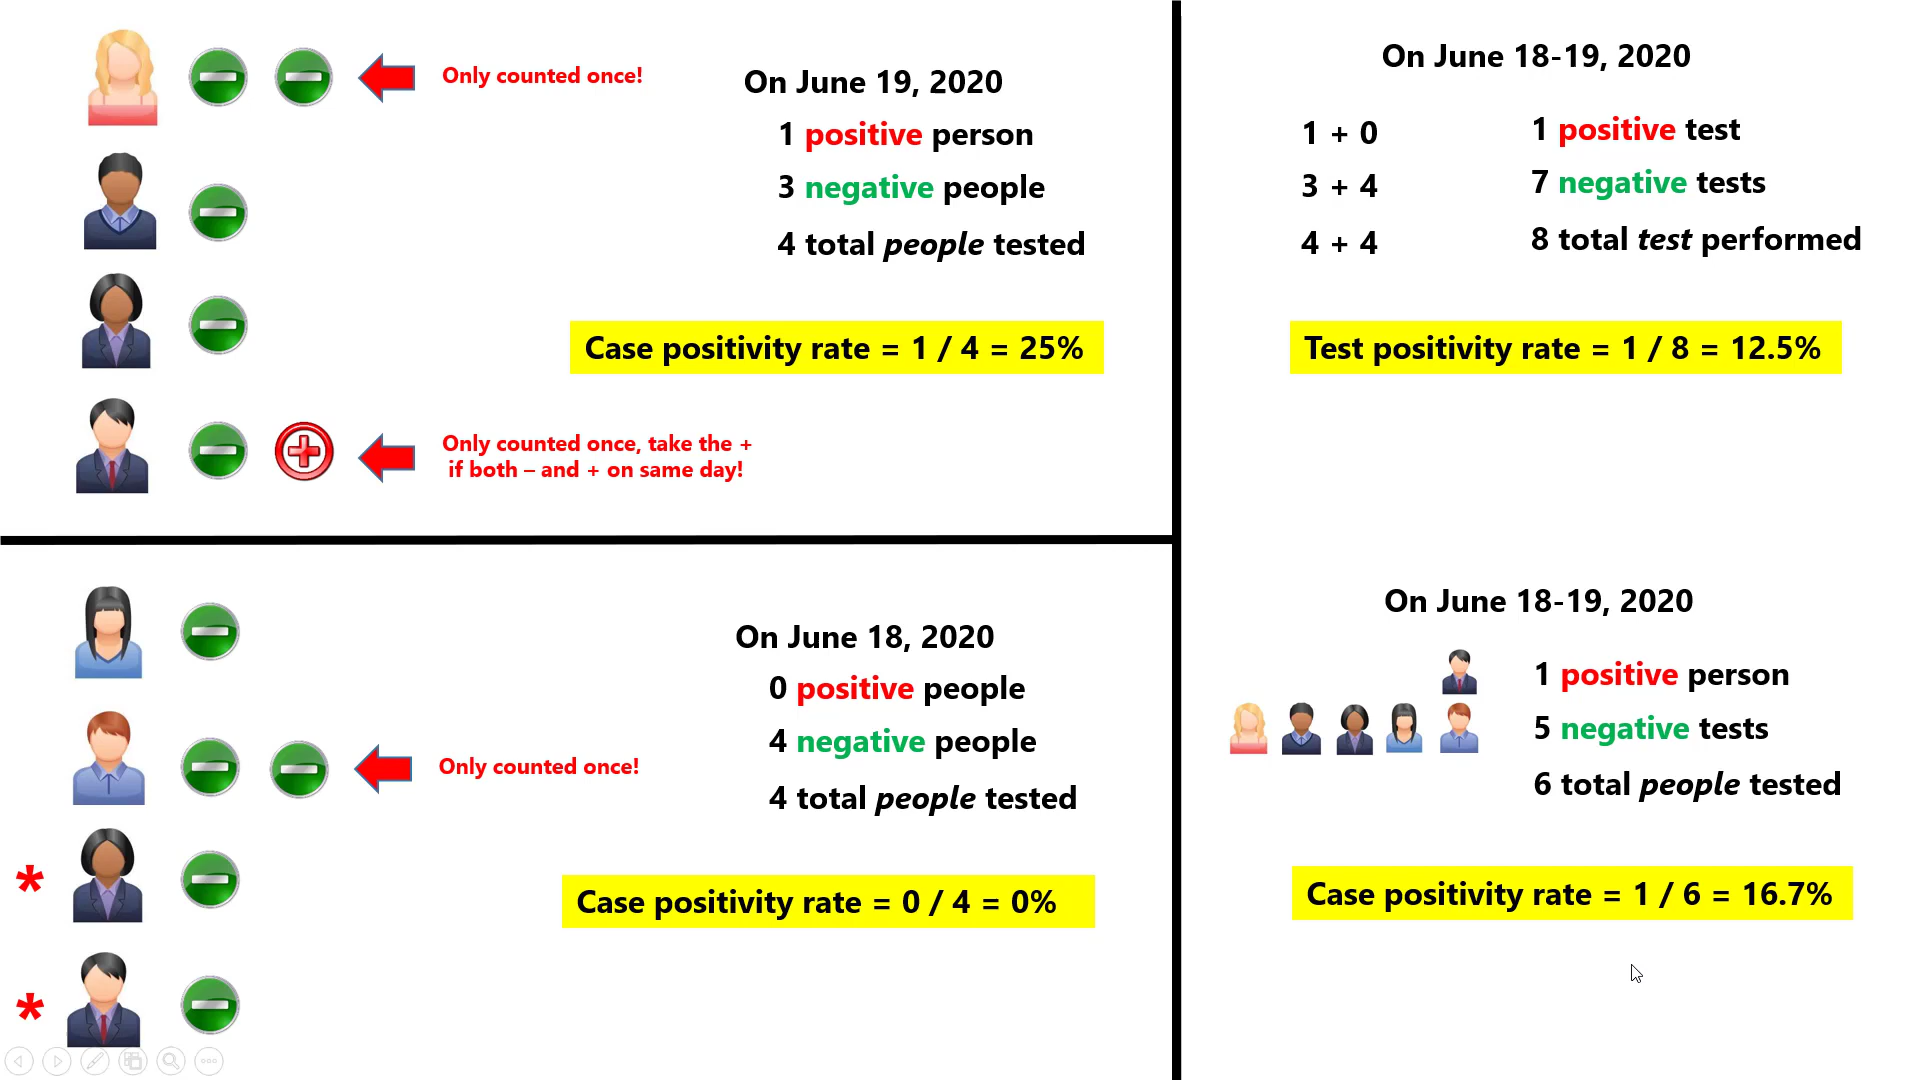 Only counted once!
On June 19, 2020
1 positive person
3 negative people
4 total people tested
Case positivity rate = 1 / 4 = 25%
Only counted once, take the +
if both – and + on same day!
On June 18, 2020
0 positive people
4 negative people
Only counted once!
4 total people tested
*
Case positivity rate = 0 / 4 = 0%
*
On June 18-19, 2020
1 + 0 1 positive test
3 + 4 7 negative tests
4 + 4 8 total test performed
Test positivity rate = 1 / 8 = 12.5%
On June 18-19, 2020
1 positive person
5 negative tests
6 total people tested
Case positivity rate = 1 / 6 = 16.7%